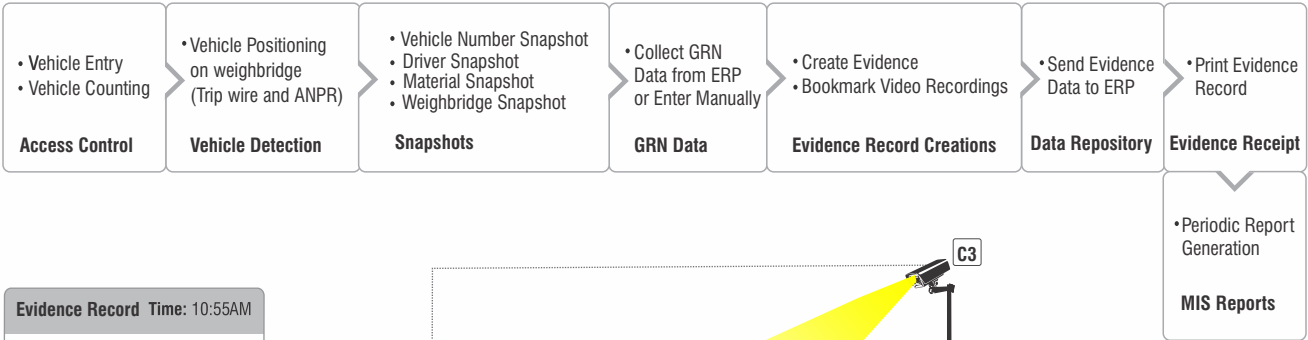 • Vehicle Entry
• Vehicle Counting
Access Control
• Vehicle Positioning
on weighbridge
(Trip wire and ANPR)
Vehicle Detection
• Vehicle Number Snapshot
• Driver Snapshot
• Material Snapshot
• Weighbridge Snapshot
Snapshots
• Collect GRN
Data from ERP
or Enter Manually
GRN Data
• Create Evidence
• Bookmark Video Recordings
Evidence Record Creations
• Send Evidence
Data to ERP
Data Repository
• Print Evidence
Record
Evidence Receipt
• Periodic Report
Generation
MIS Reports
C3
Evidence Record Time: 10:55AM